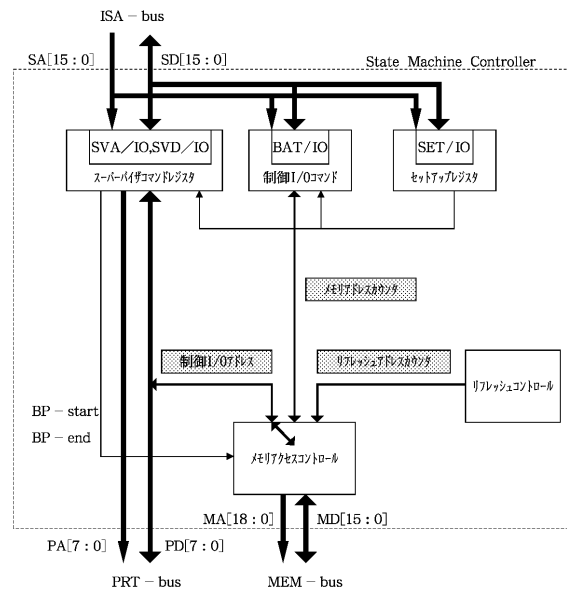 ISA－bus
SA[15：0]
SD[15：0]
State Machine Controller
SVA／IO,SVD／IO
スーパーバイザコマンドレジスタ
BAT/IO
制御I/Oコマンド
SET/IO
セットアップレジスタ
メモリアドレスカウンタ
制御I/Oアドレス
リフレッシュアドレスカウンタ
リフレッシュコントロール
BP－start
BP－end
メモリアクセスコントロール
MA[18：0]
MD[15：0]
PA[7：0]
PD[7：0]
PRT－bus
MEM－bus